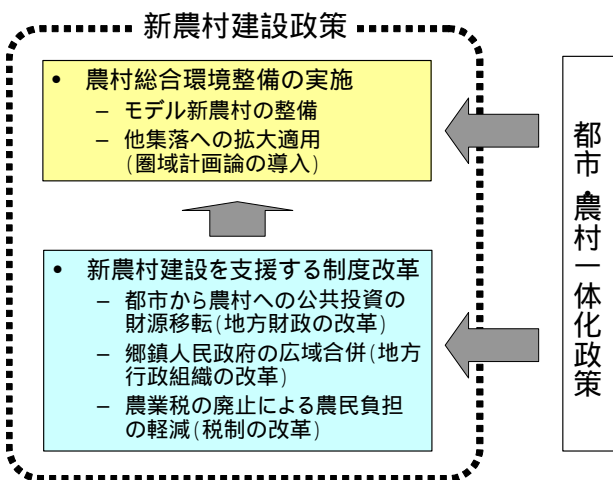 新農村建設政策
• 農村総合環境整備の実施
– モデル新農村の整備
– 他集落への拡大適用
(圏域計画論の導入)
• 新農村建設を支援する制度改革
– 都市から農村への公共投資の
財源移転(地方財政の改革)
– 郷鎮人民政府の広域合併(地方
行政組織の改革)
– 農業税の廃止による農民負担
の軽減(税制の改革)
都市・農村一体化政策